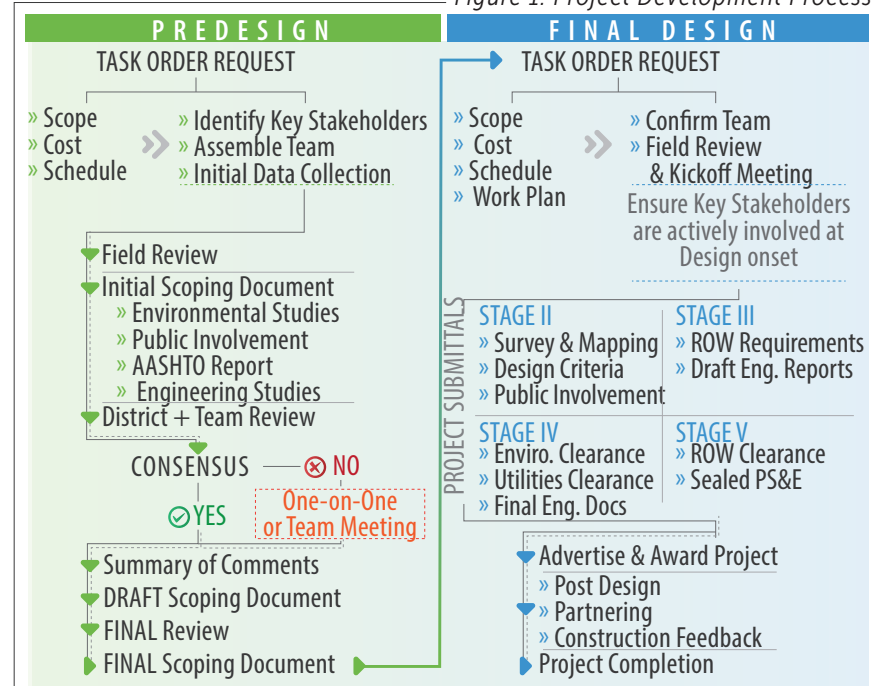 Figure 1: Project Development Process
PREDESIGN
TASK ORDER REQUEST
» Scope
» Cost
» Schedule
» Identify Key Stakeholders
» Assemble Team
» Initial Data Collection
Field Review
Initial Scoping Document
» Environmental Studies
» Public Involvement
» AASHTO Report
» Engineering Studies
District + Team Review
CONSENSUS
NO
YES
One-on-One
or Team Meeting
Summary of Comments
DRAFT Scoping Document
FINAL Review
FINAL Scoping Document
FINAL DESIGN
TASK ORDER REQUEST
» Scope
» Cost
» Schedule
» Work Plan
» Confirm Team
» Field Review
& Kickoff Meeting
Ensure Key Stakeholders
are actively involved at
Design onset
PROJECT SUBMITTALS
STAGE II
» Survey & Mapping
» Design Criteria
» Public Involvement
STAGE III
» ROW Requirements
» Draft Eng. Reports
STAGE IV
» Enviro. Clearance
» Utilities Clearance
» Final Eng. Docs
STAGE V
» ROW Clearance
» Sealed PS&E
Advertise & Award Project
» Post Design
» Partnering
» Construction Feedback
Project Completion